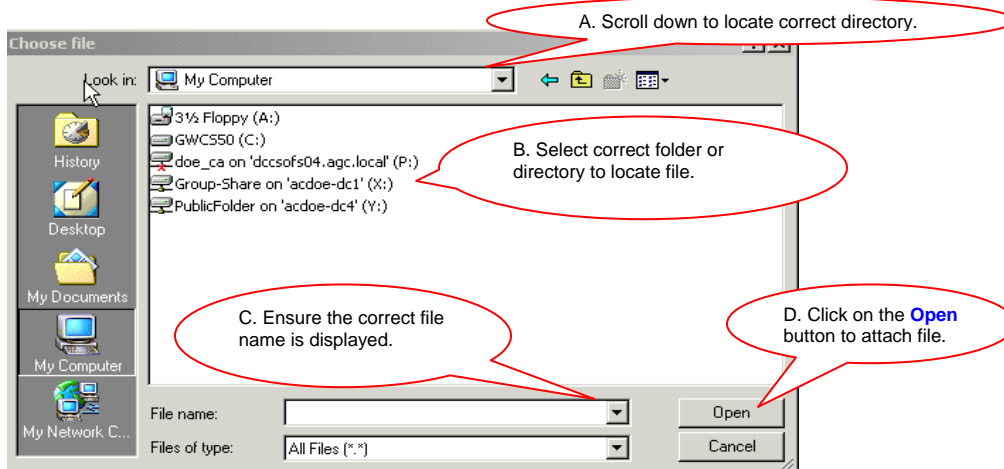 A. Scroll down to locate correct directory.
Choose file
Look in:
My Computer
3½ Floppy (A:)
GWCS50 (C:)
doe_ca on 'dccsofs04.agc.local' (P:)
Group-Share on 'acdoe-dc1' (X:)
PublicFolder on 'acdoe-dc4' (Y:)
B. Select correct folder or
directory to locate file.
History
Desktop
My Documents
My Computer
My Network C...
C. Ensure the correct file
name is displayed.
D. Click on the Open
button to attach file.
File name:
Open
Files of type:
All Files (*.*)
Cancel